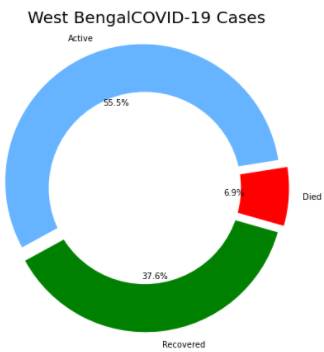 West BengalCOVID-19 Cases
Active
55.5%
6.9%
Died
37.6%
Recovered